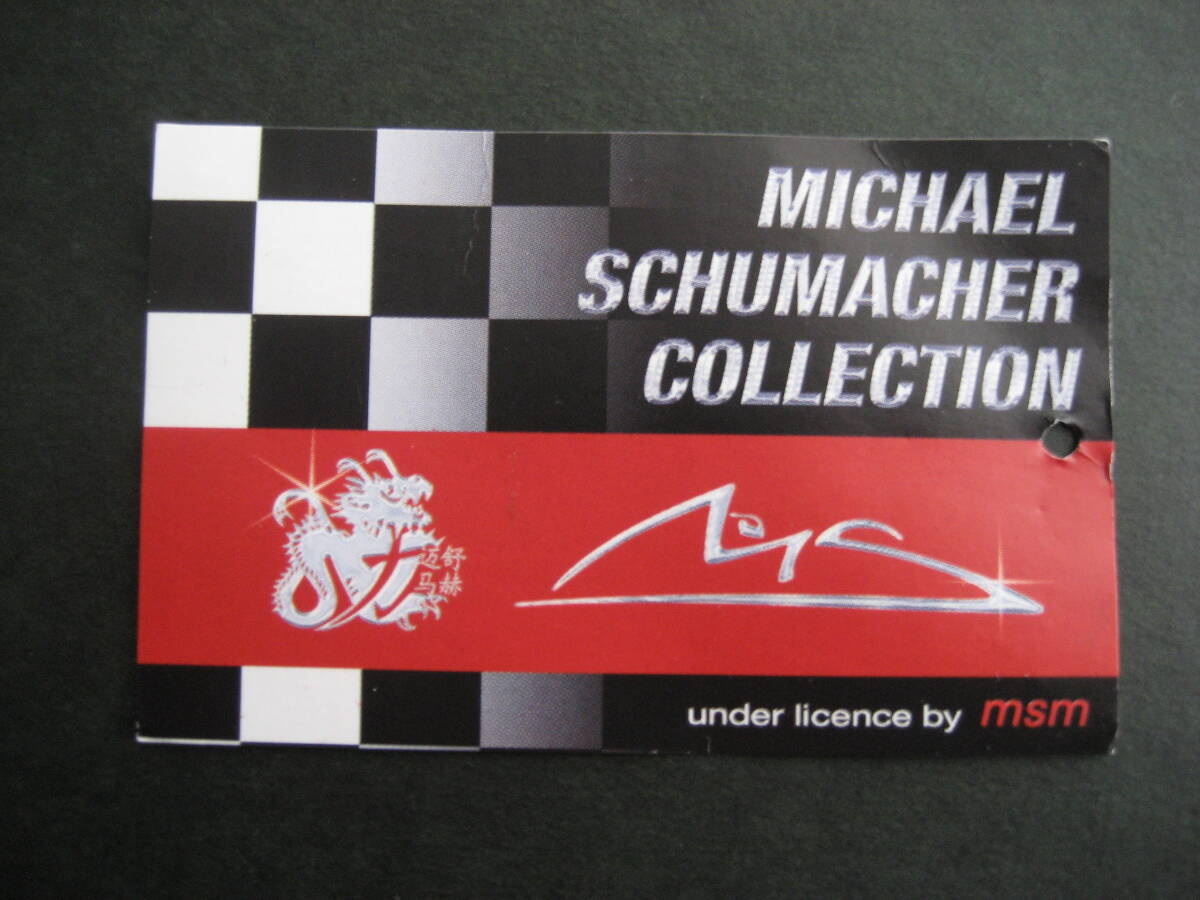 MICHAEL
SCHUMACHER
COLLECTION
迈舒
马赫
under licence by msm